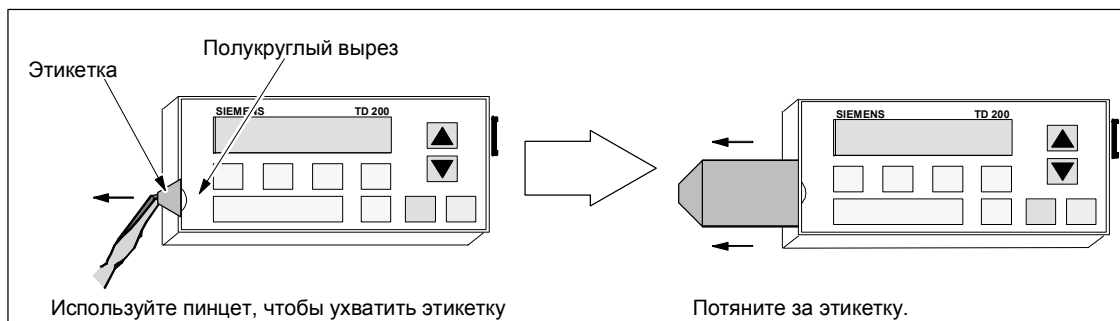 Полукруглый вырез
Этикетка
SIEMENS TD 200
SIEMENS TD 200
Используйте пинцет, чтобы ухватить этикетку
Потяните за этикетку.